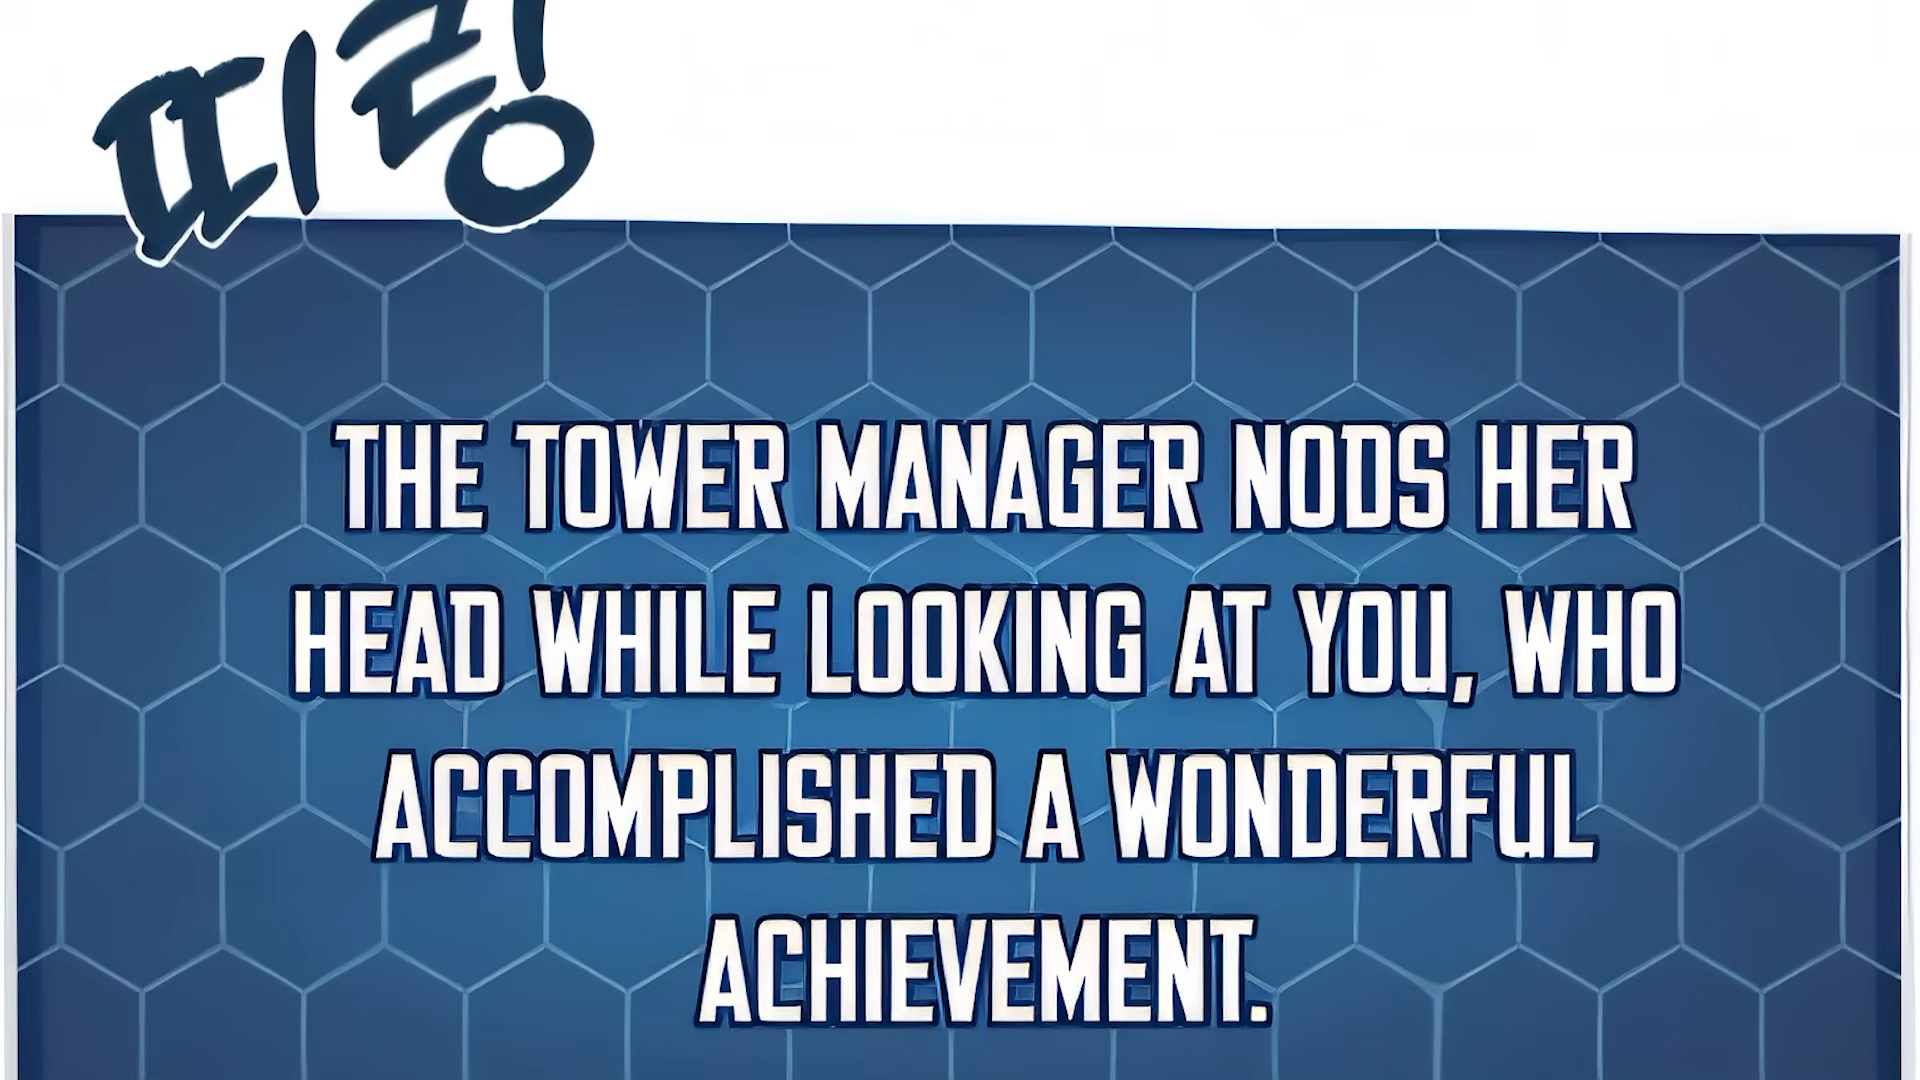 띠링
THE TOWER MANAGER NODS HER
HEAD WHILE LOOKING AT YOU, WHO
ACCOMPLISHED A WONDERFUL
ACHIEVEMENT.